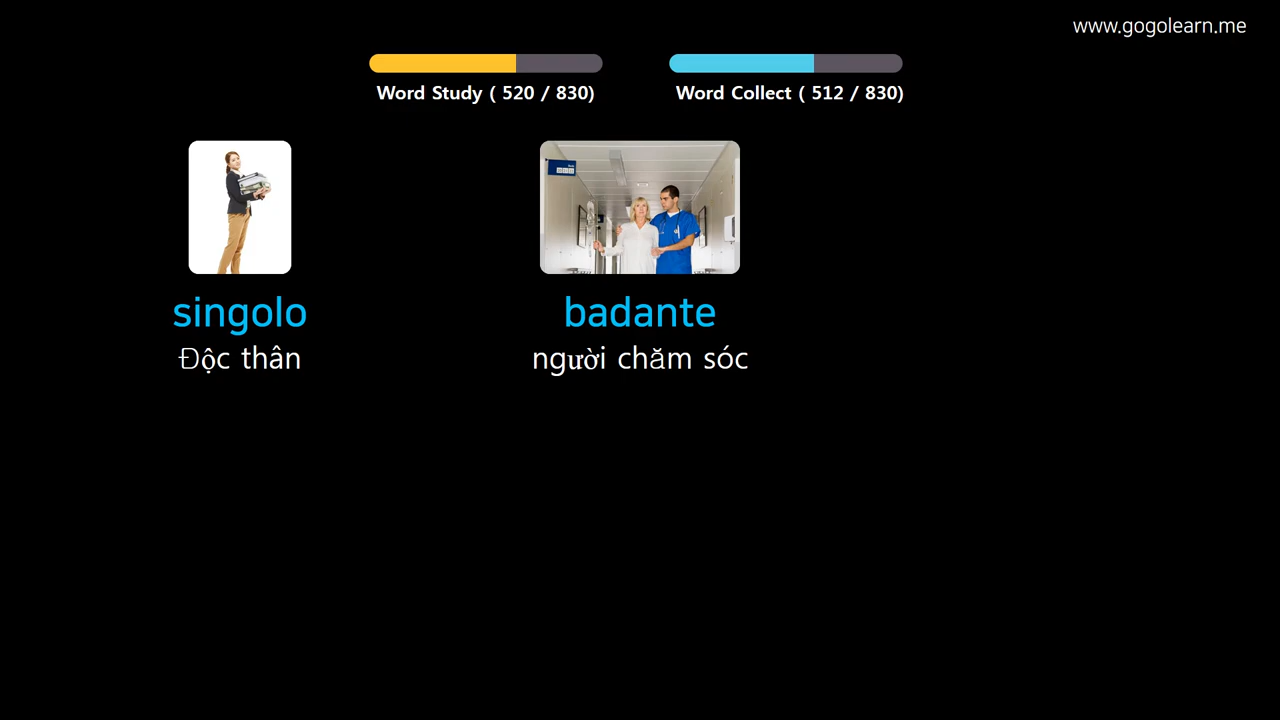 www.gogolearn.me
Word Study ( 520 / 830)
Word Collect ( 512 / 830)
singolo
badante
Độc thân
người chăm sóc